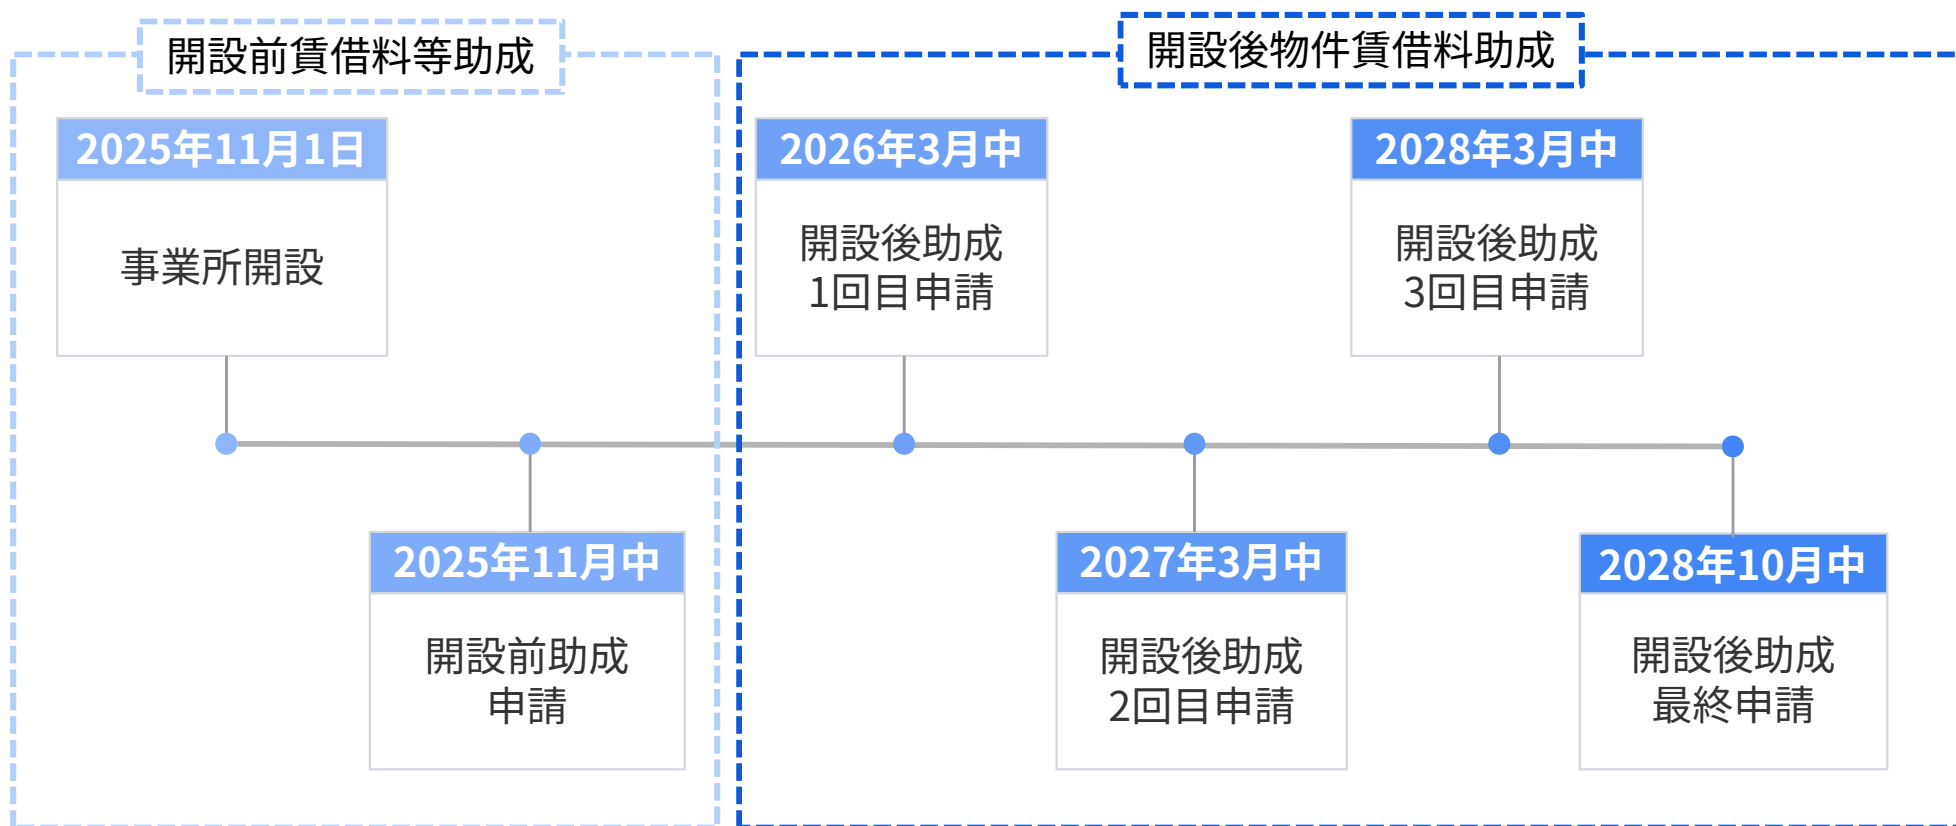 開設前賃借料等助成
2025年11月1日
事業所開設
2025年11月中
開設前助成
申請
開設後物件賃借料助成
2026年3月中
開設後助成
1回目申請
2027年3月中
開設後助成
2回目申請
2028年3月中
開設後助成
3回目申請
2028年10月中
開設後助成
最終申請